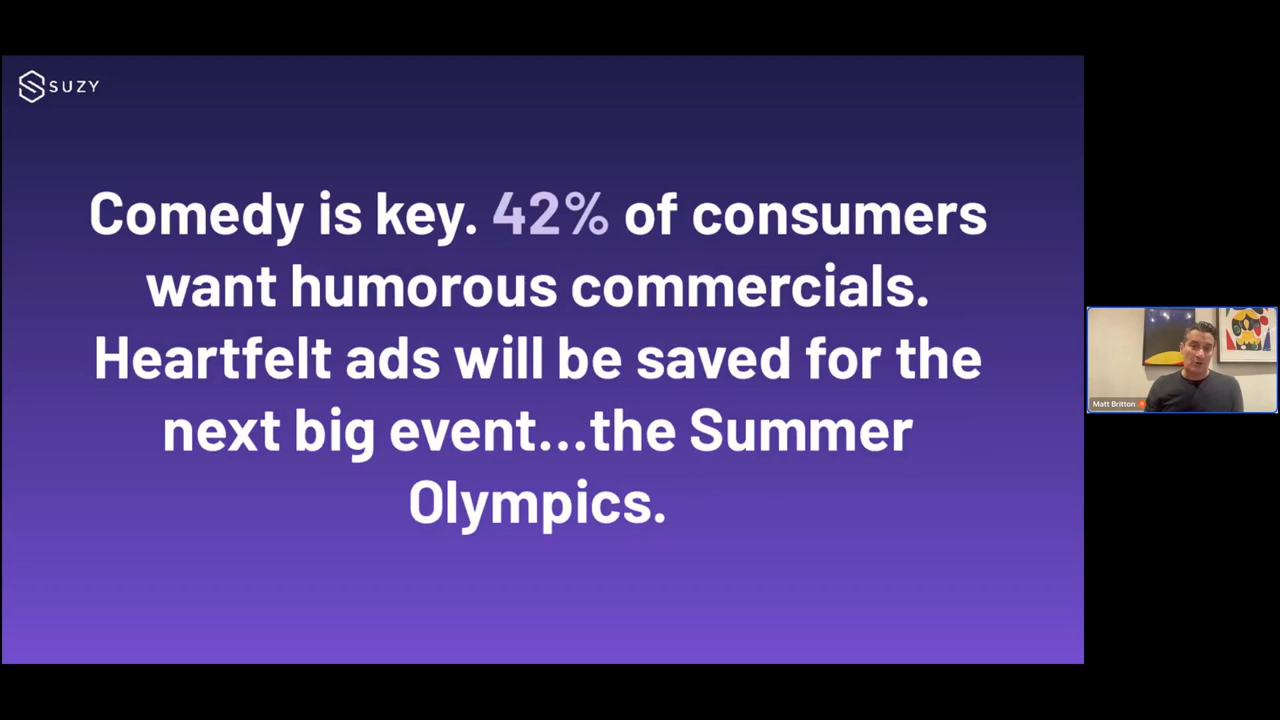 SUZY
Comedy is key. 42% of consumers
want humorous commercials.
Heartfelt ads will be saved for the
next big event...the Summer
Olympics.
Matt Britton